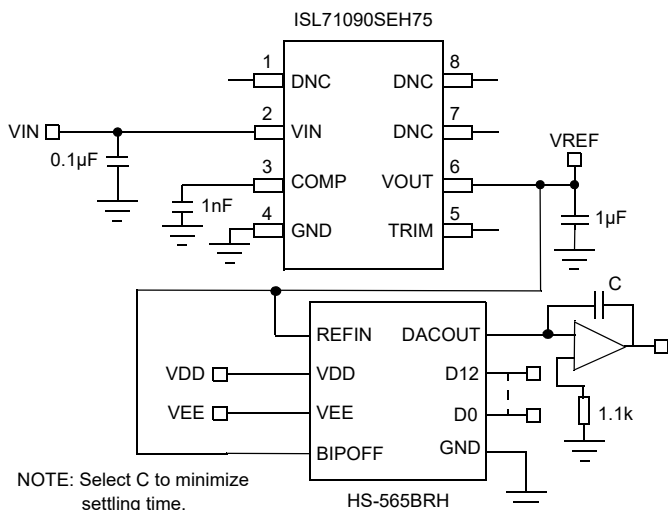 ISL71090SEH75
1
DNC
8
DNC
VIN
2
VIN
7
DNC
0.1µF
VREF
3
COMP
6
VOUT
1nF
1µF
4
GND
5
TRIM
C
REFIN
DACOUT
VDD
VDD
D12
VEE
VEE
D0
1.1k
BIPOFF
GND
NOTE: Select C to minimize
settling time.
HS-565BRH